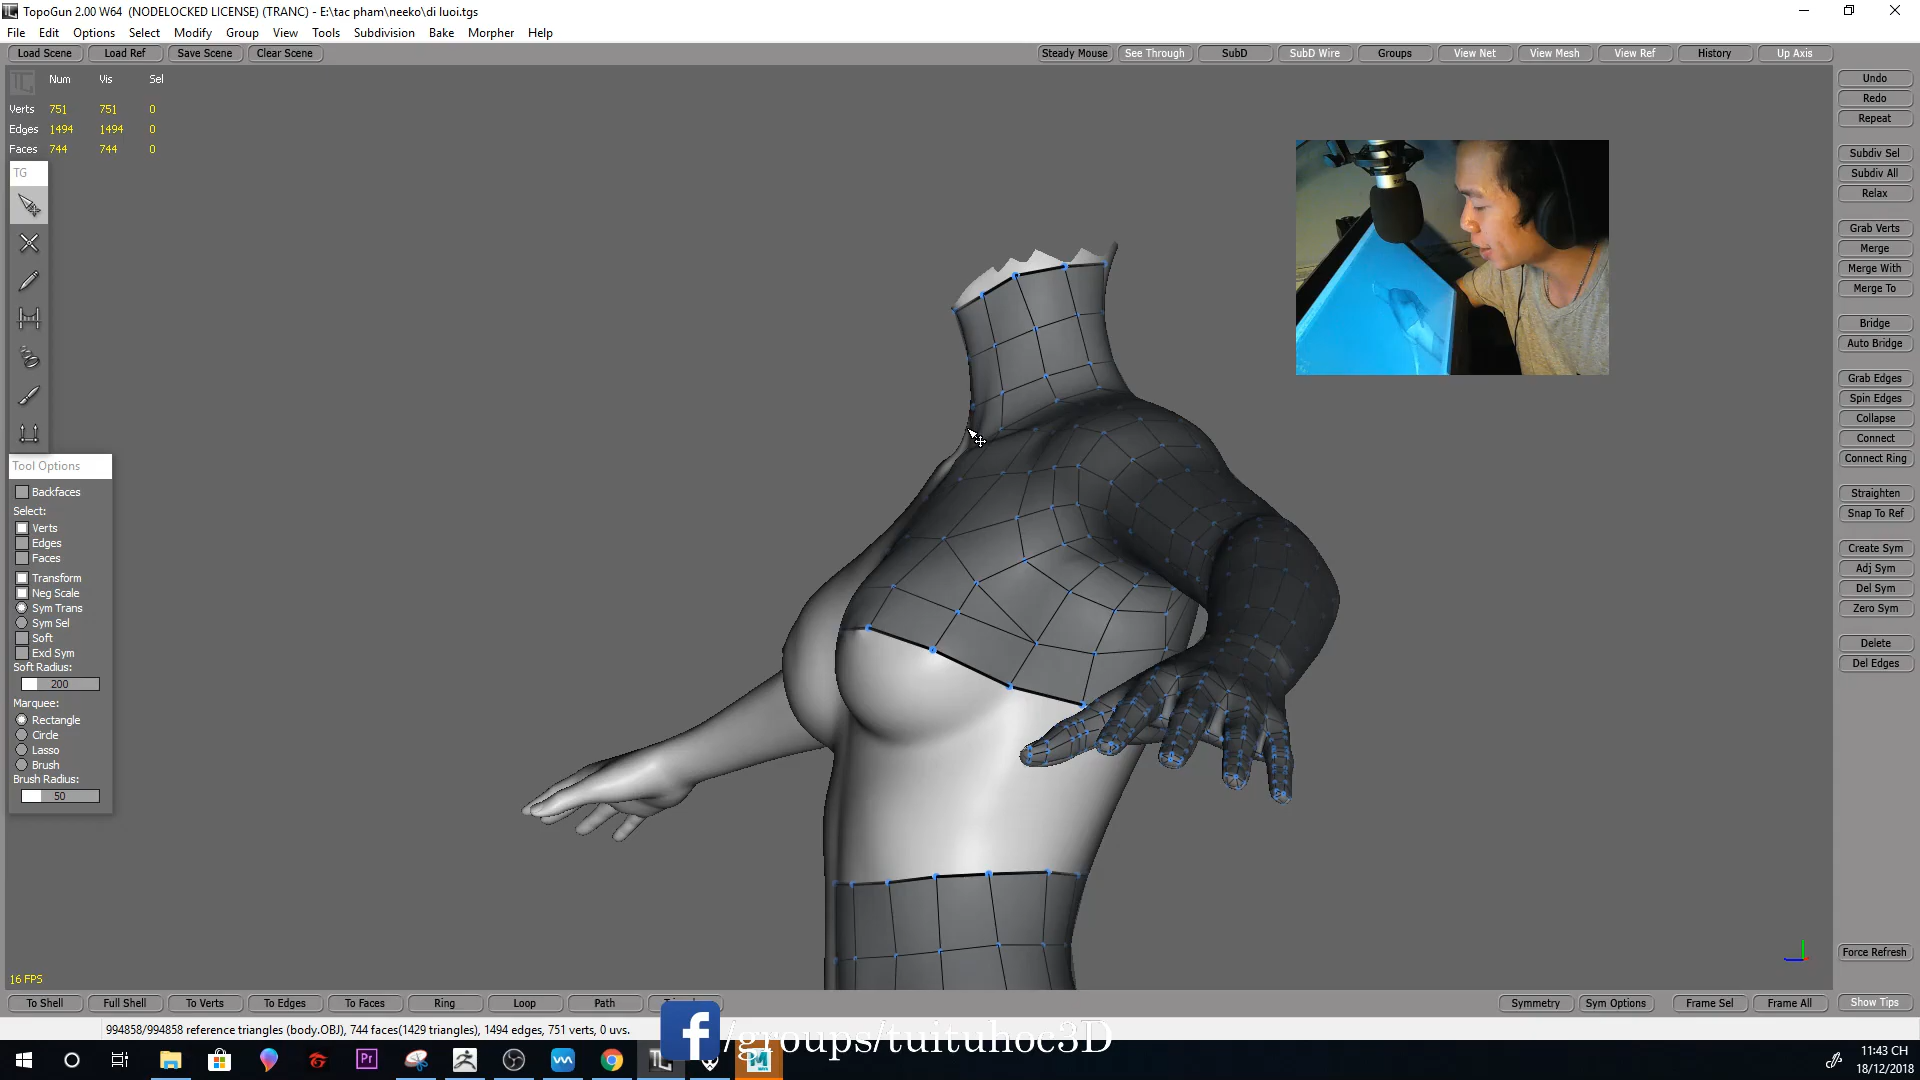 TopoGun 2.00 W64 (NODELOCKED LICENSE) (TRANC) - E:\tac pham\neeko\di luoi.tgs
File Edit Options Select Modify Group View Tools Subdivision Bake Morpher Help
Load Scene Load Ref Save Scene Clear Scene Steady Mouse See Through SubD SubD Wire Groups View Net View Mesh View Ref History Up Axis
Num Vis Sel
Verts 751 751 0
Edges 1494 1494 0
Faces 744 744 0
TG
Tool Options
Backfaces
Select:
Verts
Edges
Faces
Transform
Neg Scale
Sym Trans
Sym Sel
Soft
Excl Sym
Soft Radius:
200
Marquee:
Rectangle
Circle
Lasso
Brush
Brush Radius:
50
16 FPS
Undo
Redo
Repeat
Subdiv Sel
Subdiv All
Relax
Grab Verts
Merge
Merge With
Merge To
Bridge
Auto Bridge
Grab Edges
Spin Edges
Collapse
Connect
Connect Ring
Straighten
Snap To Ref
Create Sym
Adj Sym
Del Sym
Zero Sym
Delete
Del Edges
Force Refresh
To Shell Full Shell To Verts To Edges To Faces Ring Loop Path Symmetry Sym Options Frame Sel Frame All Show Tips
994858/994858 reference triangles (body.OBJ), 744 faces(1429 triangles), 1494 edges, 751 verts, 0 uvs.
f /groups/tuituhoc3D
Pr
11:43 CH
18/12/2018